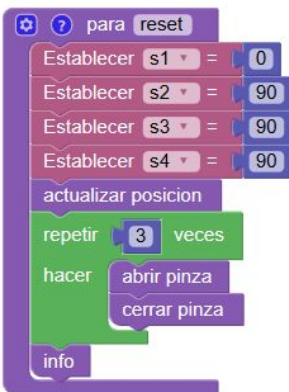 ? para reset
Establecer s1 = 0
Establecer s2 = 90
Establecer s3 = 90
Establecer s4 = 90
actualizar posicion
repetir 3 veces
hacer abrir pinza
cerrar pinza
info